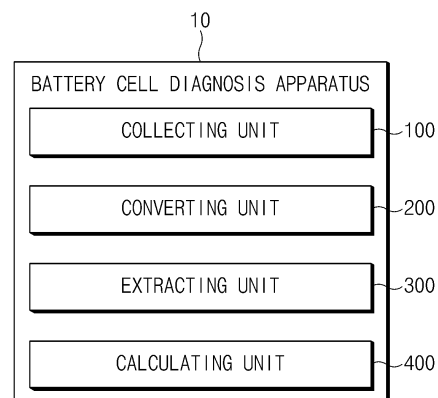 10
BATTERY CELL DIAGNOSIS APPARATUS
COLLECTING UNIT 100
CONVERTING UNIT 200
EXTRACTING UNIT 300
CALCULATING UNIT 400